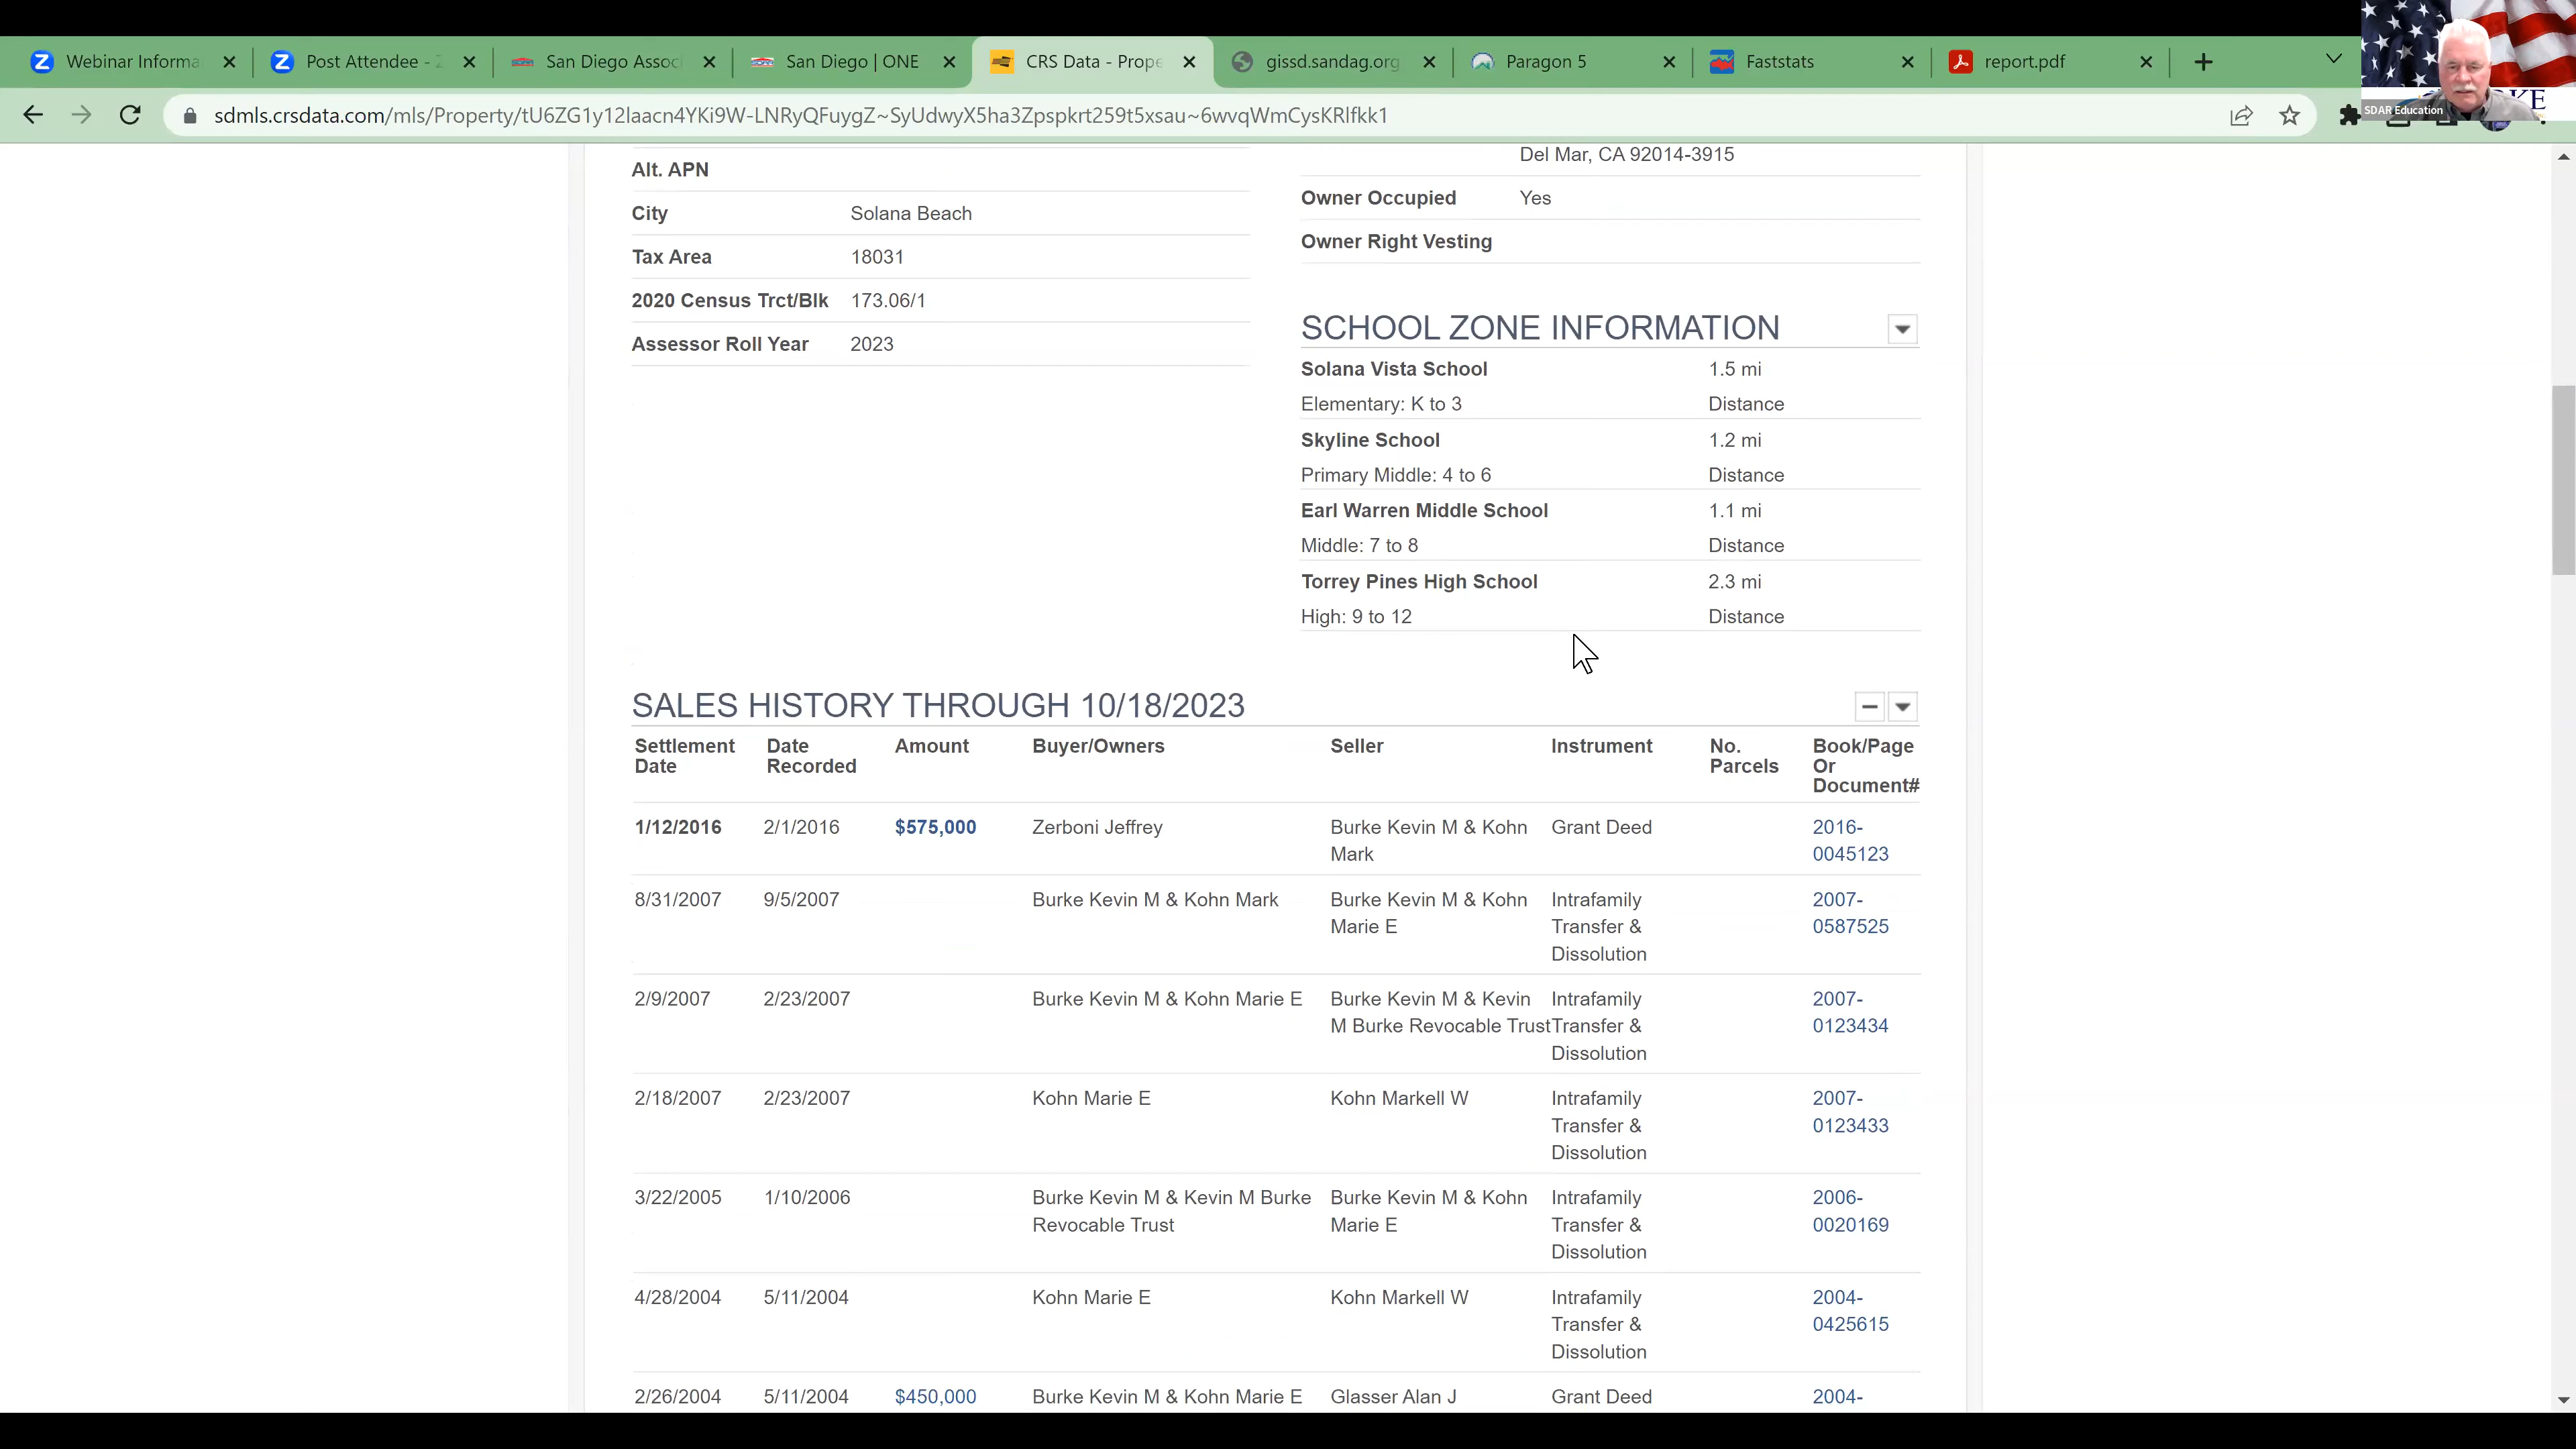 Webinar Informa
Post Attendee -
San Diego Assoc
San Diego | ONE
CRS Data - Prope
gissd.sandag.org
Paragon 5
Faststats
report.pdf
sdmls.crsdata.com/mls/Property/tU6ZG1y12laacn4YKi9W-LNRyQFuygZ~SyUdwyX5ha3Zpspkrt259t5xsau~6wvqWmCysKRlfkk1
SDAR Education
Alt. APN
City Solana Beach
Tax Area 18031
2020 Census Trct/Blk 173.06/1
Assessor Roll Year 2023
Del Mar, CA 92014-3915
Owner Occupied Yes
Owner Right Vesting
SCHOOL ZONE INFORMATION
Solana Vista School 1.5 mi
Elementary: K to 3 Distance
Skyline School 1.2 mi
Primary Middle: 4 to 6 Distance
Earl Warren Middle School 1.1 mi
Middle: 7 to 8 Distance
Torrey Pines High School 2.3 mi
High: 9 to 12 Distance
SALES HISTORY THROUGH 10/18/2023
Settlement Date Recorded Amount Buyer/Owners Seller Instrument No. Parcels Book/Page Or Document#
1/12/2016 2/1/2016 $575,000 Zerboni Jeffrey Burke Kevin M & Kohn Grant Deed 2016-
Mark 0045123
8/31/2007 9/5/2007 Burke Kevin M & Kohn Mark Burke Kevin M & Kohn Intrafamily 2007-
Marie E Transfer & 0587525
Dissolution
2/9/2007 2/23/2007 Burke Kevin M & Kohn Marie E Burke Kevin M & Kevin Intrafamily 2007-
M Burke Revocable Trust Transfer & 0123434
Dissolution
2/18/2007 2/23/2007 Kohn Marie E Kohn Markell W Intrafamily 2007-
Transfer & 0123433
Dissolution
3/22/2005 1/10/2006 Burke Kevin M & Kevin M Burke Burke Kevin M & Kohn Intrafamily 2006-
Revocable Trust Marie E Transfer & 0020169
Dissolution
4/28/2004 5/11/2004 Kohn Marie E Kohn Markell W Intrafamily 2004-
Transfer & 0425615
Dissolution
2/26/2004 5/11/2004 $450,000 Burke Kevin M & Kohn Marie E Glasser Alan J Grant Deed 2004-